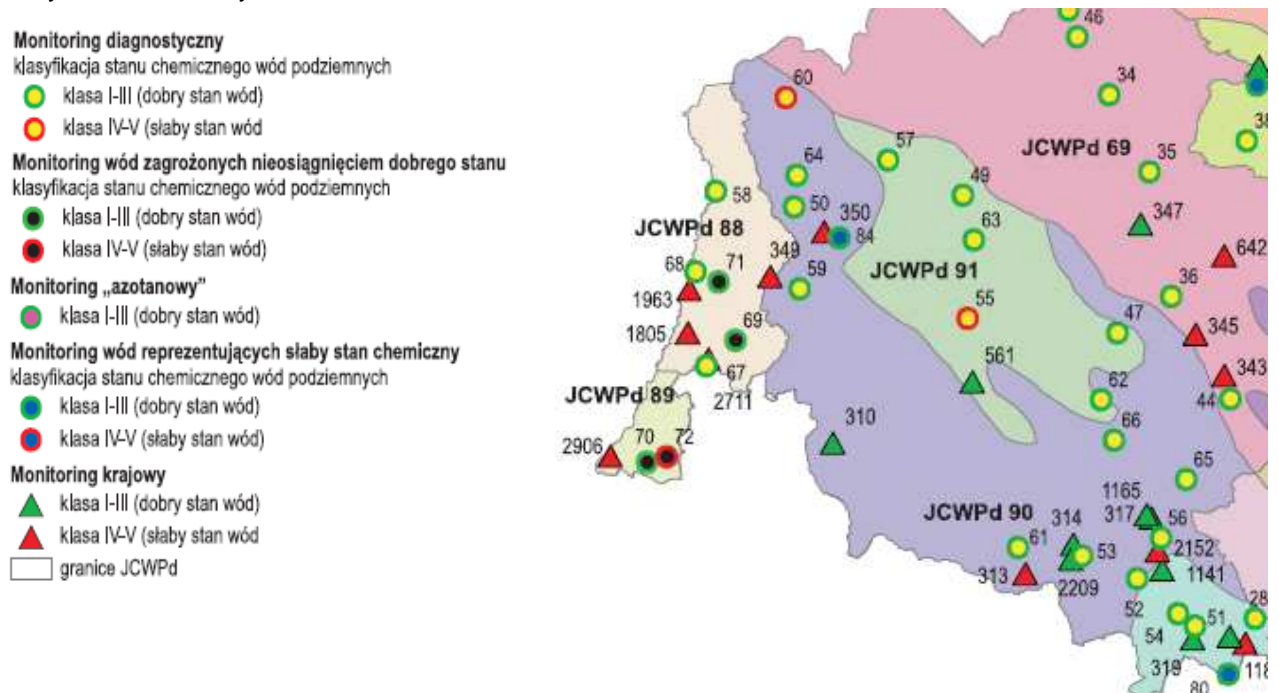 Monitoring diagnostyczny
klasyfikacja stanu chemicznego wód podziemnych
klasa I-III (dobry stan wód)
klasa IV-V (słaby stan wód
Monitoring wód zagrożonych nieosiągnięciem dobrego stanu
klasyfikacja stanu chemicznego wód podziemnych
klasa I-III (dobry stan wód)
klasa IV-V (słaby stan wód)
Monitoring „azotanowy"
klasa I-III (dobry stan wód)
Monitoring wód reprezentujących słaby stan chemiczny
klasyfikacja stanu chemicznego wód podziemnych
klasa I-III (dobry stan wód)
klasa IV-V (słaby stan wód)
Monitoring krajowy
klasa I-III (dobry stan wód)
klasa IV-V (słaby stan wód
granice JCWPd
46
60
34
38
57
JCWPd 69
35
64
49
58
50
350
63
347
JCWPd 88
84
642
349
68
71
59
JCWPd 91
36
1963
55
47
1805
69
345
561
343
67
JCWPd 89
2711
62
44
310
66
2906
70
72
65
1165
JCWPd 90
314
317
56
61
53
2152
313
2209
1141
52
51
28
54
319
118
80